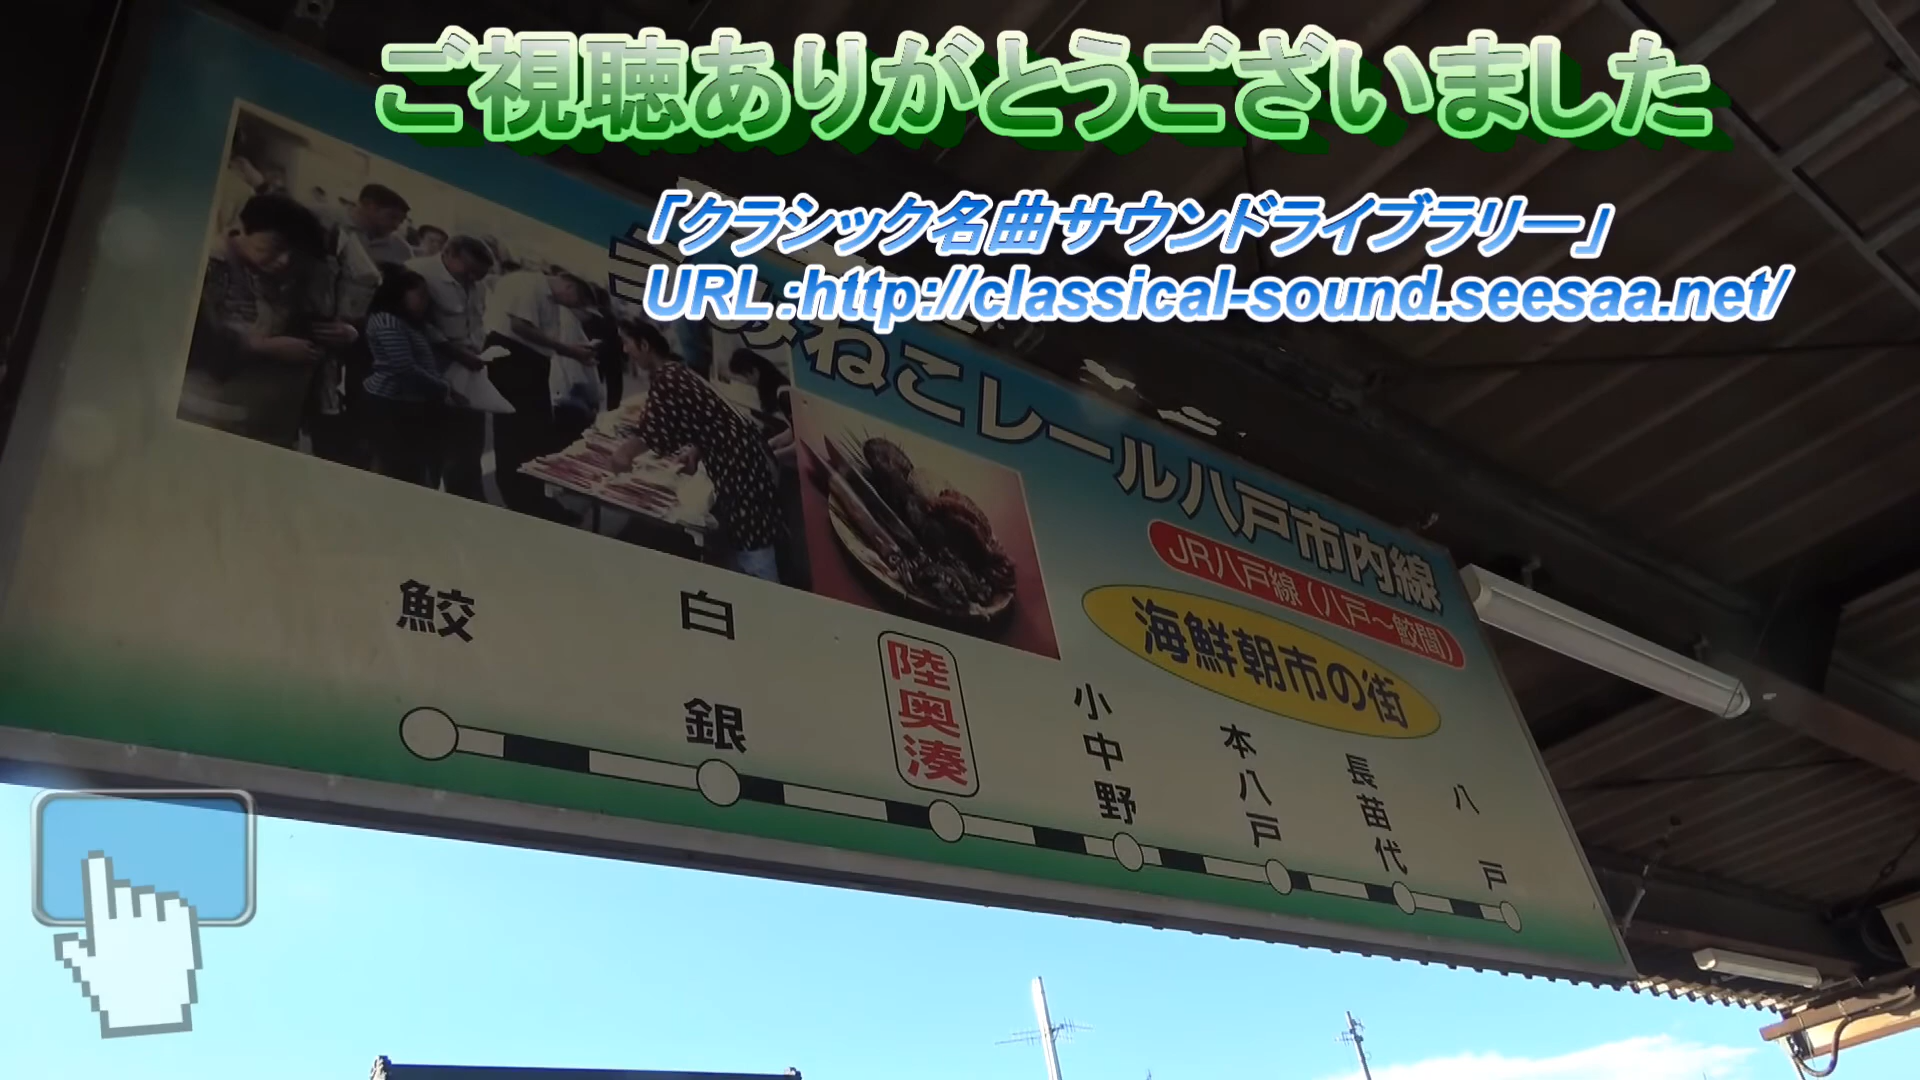 ご視聴ありがとうございました
「クラシック名曲サウンドライブラリー」
URL:http://classical-sound.seesaa.net/
うみねこレール八戸市内線
JR八戸線(八戸〜鮫間)
海鮮朝市の街
鮫
白銀
陸奥湊
小中野
本八戸
長苗代
八戸